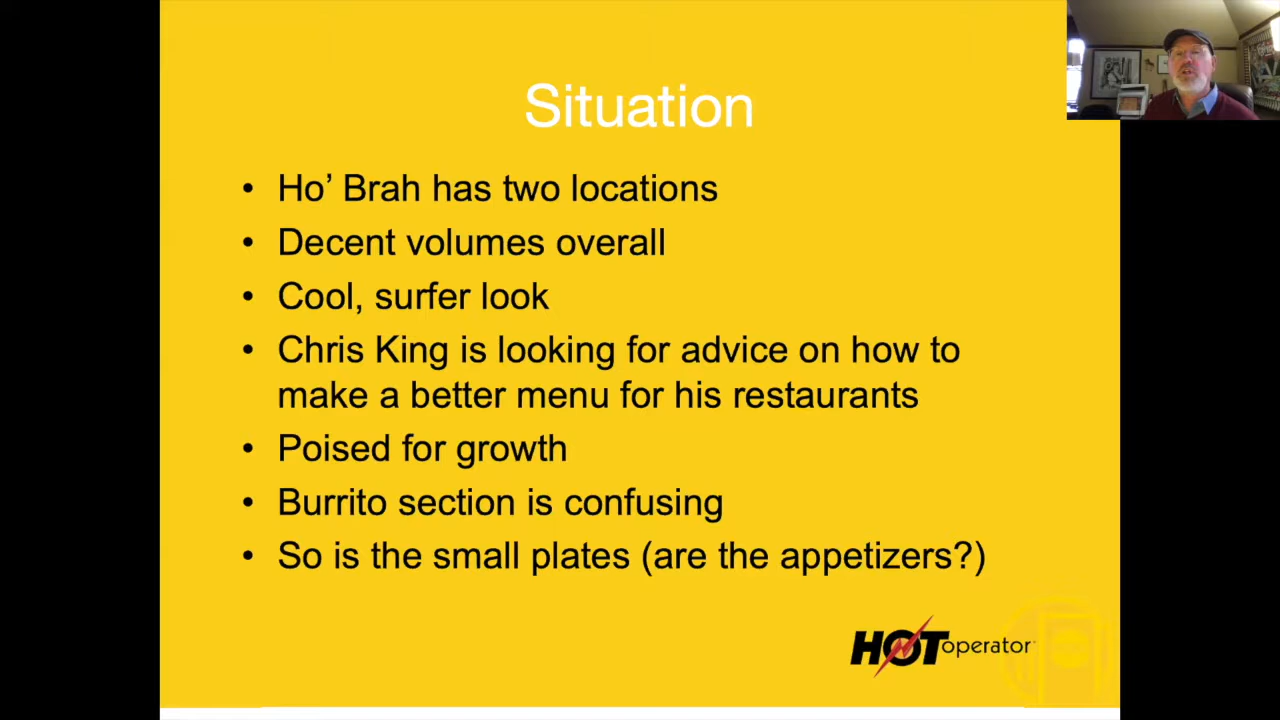 Situation
• Ho’ Brah has two locations
• Decent volumes overall
• Cool, surfer look
• Chris King is looking for advice on how to
make a better menu for his restaurants
• Poised for growth
• Burrito section is confusing
• So is the small plates (are the appetizers?)
HOToperator